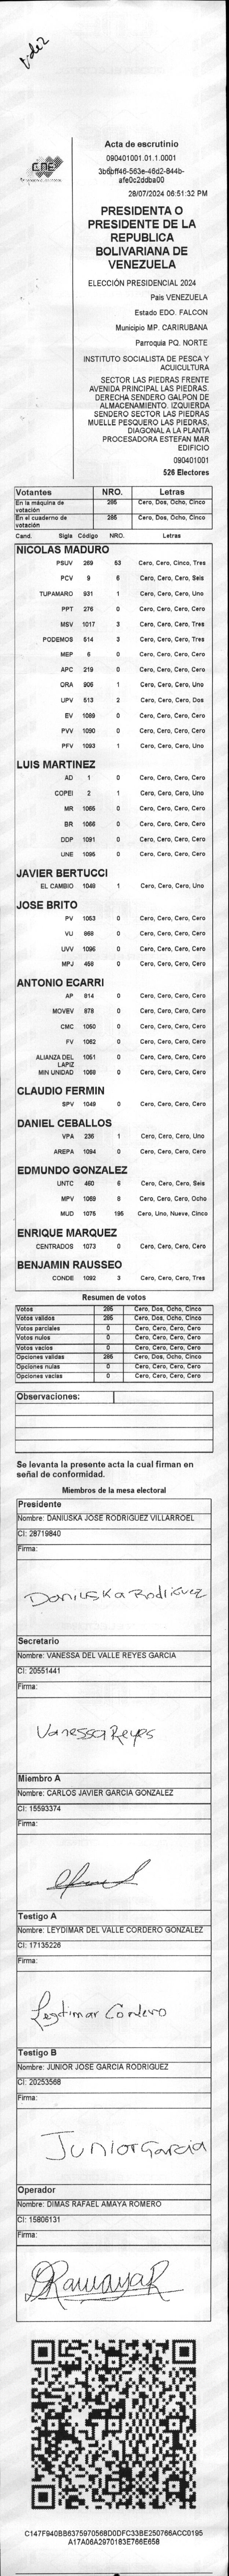 1 de 2
CNE
Acta de escrutinio
090401001.01.1.0001
28/07/2024 06:51:32 PM
PRESIDENTA O
PRESIDENTE DE LA
REPUBLICA
BOLIVARIANA DE
VENEZUELA
ELECCIÓN PRESIDENCIAL 2024
Pais VENEZUELA
Estado EDO. FALCON
Municipio MP. CARIRUBANA
Parroquia PQ. NORTE
INSTITUTO SOCIALISTA DE PESCA Y
ACUICULTURA
SECTOR LAS PIEDRAS FRENTE
AVENIDA PRINCIPAL LAS PIEDRAS.
DERECHA SENDERO GALPON DE
ALMACENAMIENTO. IZQUIERDA
SENDERO SECTOR LAS PIEDRAS
MUELLE PESQUERO LAS PIEDRAS,
DIAGONAL A LA PLANTA
PROCESADORA ESTEFAN MAR
EDIFICIO
090401001
526 Electores
Votantes NRO. Letras
En la máquina de votación 285 Cero, Dos, Ocho, Cinco
En el cuaderno de votación 285 Cero, Dos, Ocho, Cinco
Cand. Sigla Código NRO. Letras
NICOLAS MADURO
PSUV 269 53 Cero, Cero, Cinco, Tres
PCV 9 6 Cero, Cero, Cero, Seis
TUPAMARO 931 1 Cero, Cero, Cero, Uno
PPT 276 0 Cero, Cero, Cero, Cero
MSV 1017 3 Cero, Cero, Cero, Tres
PODEMOS 514 3 Cero, Cero, Cero, Tres
MEP 6 0 Cero, Cero, Cero, Cero
APC 219 0 Cero, Cero, Cero, Cero
ORA 906 1 Cero, Cero, Cero, Uno
UPV 513 2 Cero, Cero, Cero, Dos
EV 1089 0 Cero, Cero, Cero, Cero
PVV 1090 0 Cero, Cero, Cero, Cero
PFV 1093 1 Cero, Cero, Cero, Uno
LUIS MARTINEZ
AD 1 0 Cero, Cero, Cero, Cero
COPEI 2 1 Cero, Cero, Cero, Uno
MR 1065 0 Cero, Cero, Cero, Cero
BR 1066 0 Cero, Cero, Cero, Cero
DDP 1091 0 Cero, Cero, Cero, Cero
UNE 1095 0 Cero, Cero, Cero, Cero
JAVIER BERTUCCI
EL CAMBIO 1048 1 Cero, Cero, Cero, Uno
JOSE BRITO
PV 1053 0 Cero, Cero, Cero, Cero
VU 868 0 Cero, Cero, Cero, Cero
UVV 1096 0 Cero, Cero, Cero, Cero
MPJ 458 0 Cero, Cero, Cero, Cero
ANTONIO ECARRI
AP 814 0 Cero, Cero, Cero, Cero
MOVEV 878 0 Cero, Cero, Cero, Cero
CMC 1050 0 Cero, Cero, Cero, Cero
FV 1062 0 Cero, Cero, Cero, Cero
ALIANZA DEL LAPIZ 1051 0 Cero, Cero, Cero, Cero
MIN UNIDAD 1068 0 Cero, Cero, Cero, Cero
CLAUDIO FERMIN
SPV 1049 0 Cero, Cero, Cero, Cero
DANIEL CEBALLOS
VPA 236 1 Cero, Cero, Cero, Uno
AREPA 1094 0 Cero, Cero, Cero, Cero
EDMUNDO GONZALEZ
UNTC 460 6 Cero, Cero, Cero, Seis
MPV 1069 8 Cero, Cero, Cero, Ocho
MUD 1075 195 Cero, Uno, Nueve, Cinco
ENRIQUE MARQUEZ
CENTRADOS 1073 0 Cero, Cero, Cero, Cero
BENJAMIN RAUSSEO
CONDE 1092 3 Cero, Cero, Cero, Tres
Resumen de votos
Votos 285 Cero, Dos, Ocho, Cinco
Votos validos 285 Cero, Dos, Ocho, Cinco
Votos parciales 0 Cero, Cero, Cero, Cero
Votos nulos 0 Cero, Cero, Cero, Cero
Votos vacios 0 Cero, Cero, Cero, Cero
Opciones validas 285 Cero, Dos, Ocho, Cinco
Opciones nulas 0 Cero, Cero, Cero, Cero
Opciones vacias 0 Cero, Cero, Cero, Cero
Observaciones:
Se levanta la presente acta la cual firman en
señal de conformidad.
Miembros de la mesa electoral
Presidente
Nombre: DANIUSKA JOSE RODRIGUEZ VILLARROEL
CI: 28719840
Firma:
Daniuska Rodriguez
Secretario
Nombre: VANESSA DEL VALLE REYES GARCIA
CI: 20551441
Firma:
Vanessa Reyes
Miembro A
Nombre: CARLOS JAVIER GARCIA GONZALEZ
CI: 15593374
Firma:
Testigo A
Nombre: LEYDIMAR DEL VALLE CORDERO GONZALEZ
CI: 17135226
Firma:
Leydimar Cordero
Testigo B
Nombre: JUNIOR JOSE GARCIA RODRIGUEZ
CI: 20253568
Firma:
Junior Garcia
Operador
Nombre: DIMAS RAFAEL AMAYA ROMERO
CI: 15806131
Firma:
C147F940BB6375970568D0DFC33BE250766ACC0195
A17A06A2970183E766E658